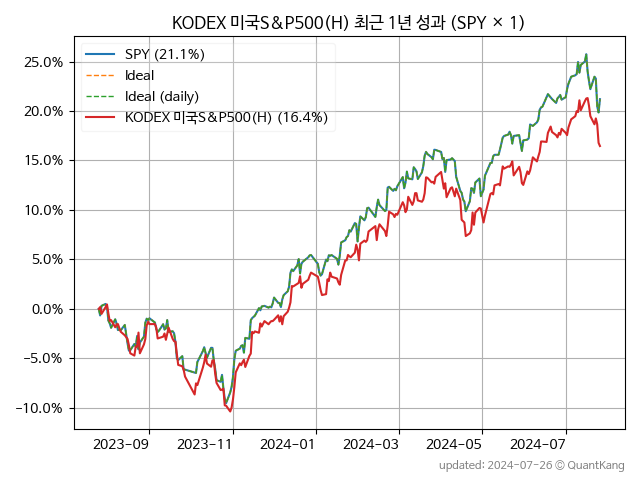 KODEX 미국S&P500(H) 최근 1년 성과 (SPY × 1)
SPY (21.1%)
Ideal
Ideal (daily)
KODEX 미국S&P500(H) (16.4%)
25.0%
20.0%
15.0%
10.0%
5.0%
0.0%
−5.0%
−10.0%
2023−09 2023−11 2024−01 2024−03 2024−05 2024−07
updated: 2024-07-26 © QuantKang